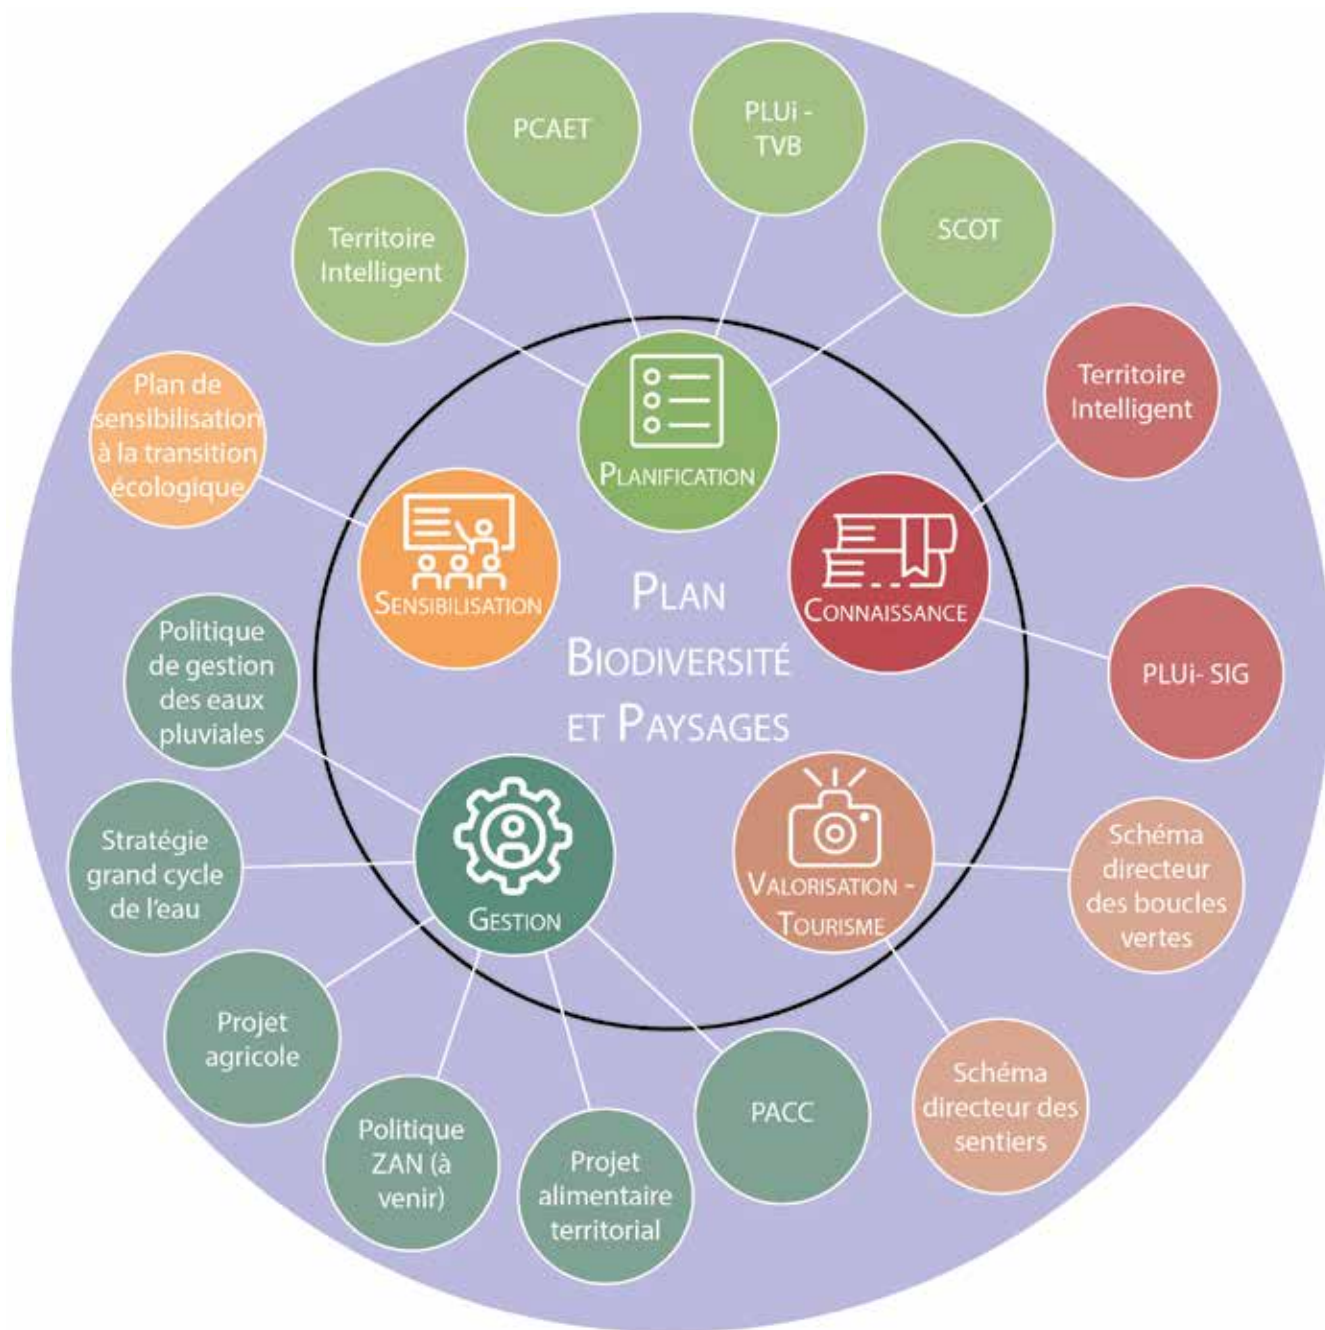 PCAET
PLUi -
TVB
SCOT
Territoire
Intelligent
Territoire
Intelligent
Plan de
sensibilisation
à la transition
écologique
PLANIFICATION
SENSIBILISATION
CONNAISSANCE
PLAN
BIODIVERSITÉ
ET PAYSAGES
PLUi- SIG
Politique
de gestion
des eaux
pluviales
Stratégie
grand cycle
de l'eau
GESTION
VALORISATION -
TOURISME
Schéma
directeur
des boucles
vertes
Projet
agricole
Politique
ZAN (à
venir)
Projet
alimentaire
territorial
PACC
Schéma
directeur des
sentiers